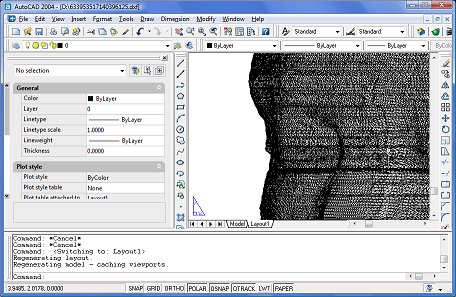 AutoCAD 2004 - [D:\633953517140396125.dxf]
File Edit View Insert Format Tools Draw Dimension Modify Window Help
Standard Standard
0 ByLayer ByLayer ByColor
No selection
General
Color ByLayer
Layer 0
Linetype ByLayer
Linetype scale 1.0000
Lineweight ByLayer
Thickness 0.0000
Plot style
Plot style ByColor
Plot style table None
Plot table attached to Layout1
Model Layout1
Command: *Cancel*
Command: *Cancel*
Command: <Switching to: Layout1>
Regenerating layout.
Regenerating model - caching viewports.
Command:
3.9485, 2.0178, 0.0000 SNAP GRID ORTHO POLAR OSNAP OTRACK LWT PAPER